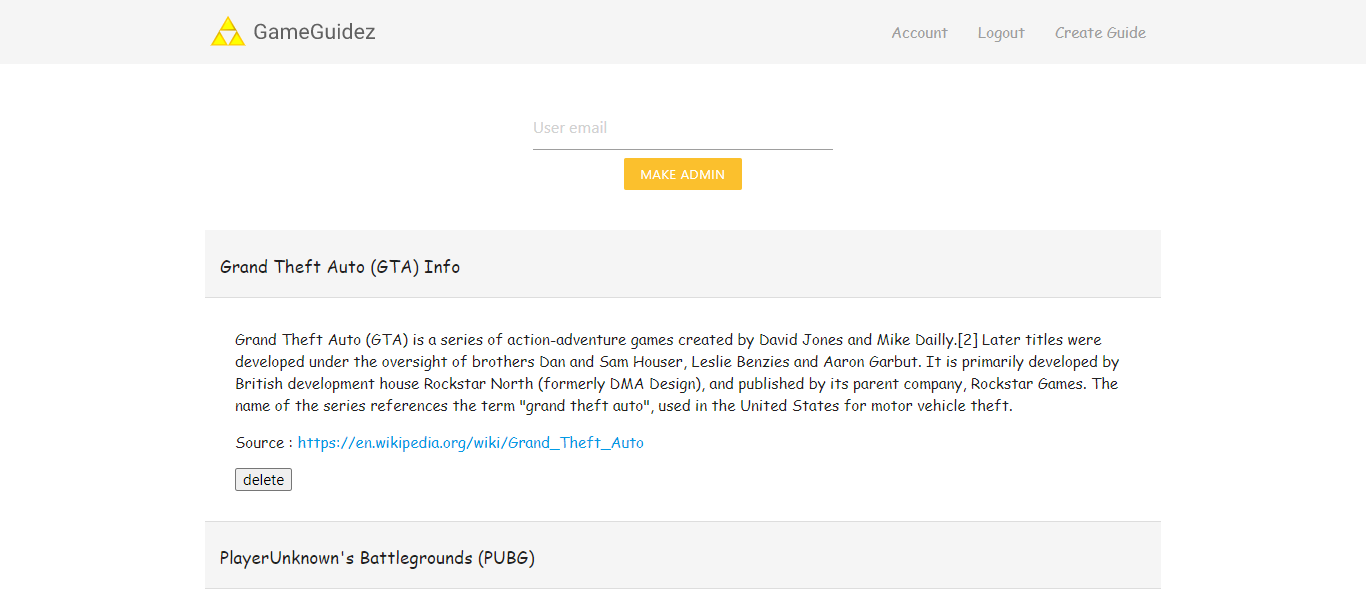 GameGuidez
Account Logout Create Guide
User email
MAKE ADMIN
Grand Theft Auto (GTA) Info
Grand Theft Auto (GTA) is a series of action-adventure games created by David Jones and Mike Dailly.[2] Later titles were
developed under the oversight of brothers Dan and Sam Houser, Leslie Benzies and Aaron Garbut. It is primarily developed by
British development house Rockstar North (formerly DMA Design), and published by its parent company, Rockstar Games. The
name of the series references the term "grand theft auto", used in the United States for motor vehicle theft.
Source : https://en.wikipedia.org/wiki/Grand_Theft_Auto
delete
PlayerUnknown's Battlegrounds (PUBG)